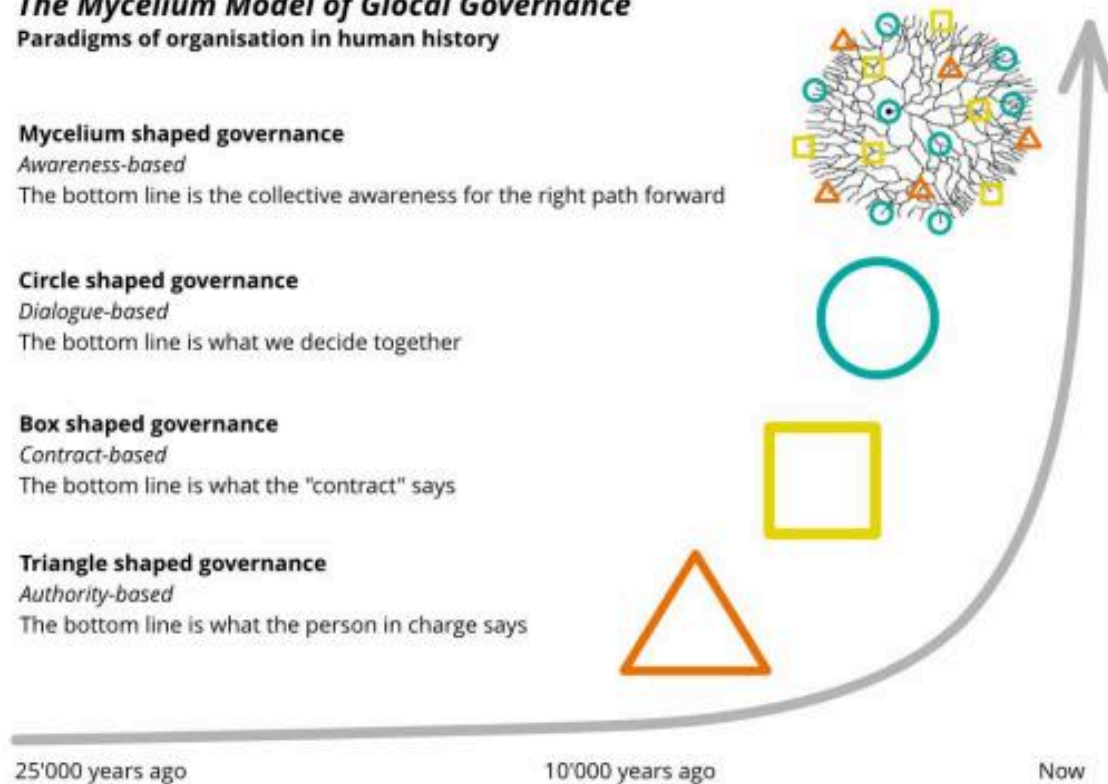 The Mycelium Model of Glocal Governance
Paradigms of organisation in human history
Mycelium shaped governance
Awareness-based
The bottom line is the collective awareness for the right path forward
Circle shaped governance
Dialogue-based
The bottom line is what we decide together
Box shaped governance
Contract-based
The bottom line is what the "contract" says
Triangle shaped governance
Authority-based
The bottom line is what the person in charge says
25'000 years ago
10'000 years ago
Now